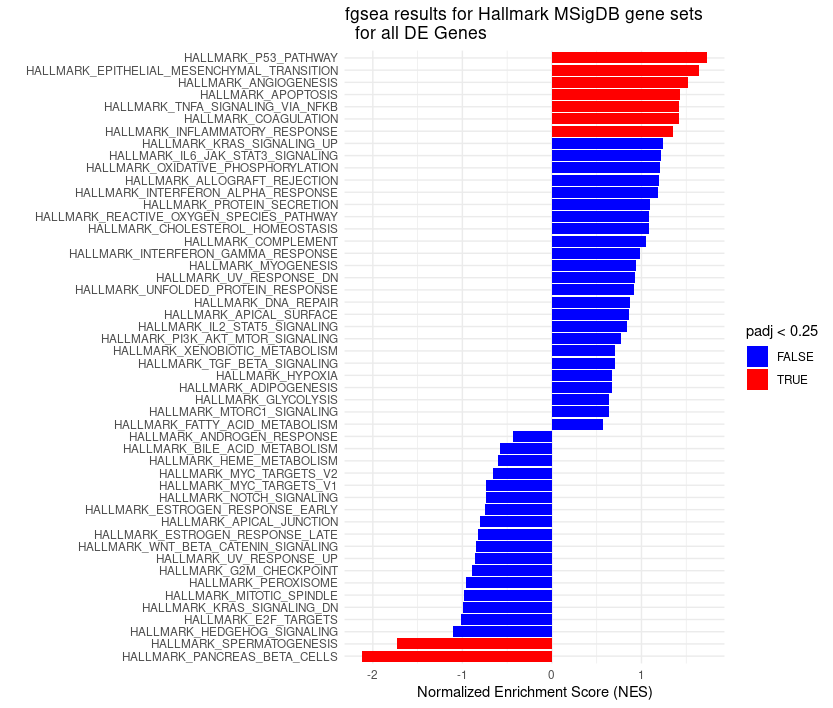 fgsea results for Hallmark MSigDB gene sets
for all DE Genes
HALLMARK_P53_PATHWAY
HALLMARK_EPITHELIAL_MESENCHYMAL_TRANSITION
HALLMARK_ANGIOGENESIS
HALLMARK_APOPTOSIS
HALLMARK_TNFA_SIGNALING_VIA_NFKB
HALLMARK_COAGULATION
HALLMARK_INFLAMMATORY_RESPONSE
HALLMARK_KRAS_SIGNALING_UP
HALLMARK_IL6_JAK_STAT3_SIGNALING
HALLMARK_OXIDATIVE_PHOSPHORYLATION
HALLMARK_ALLOGRAFT_REJECTION
HALLMARK_INTERFERON_ALPHA_RESPONSE
HALLMARK_PROTEIN_SECRETION
HALLMARK_REACTIVE_OXYGEN_SPECIES_PATHWAY
HALLMARK_CHOLESTEROL_HOMEOSTASIS
HALLMARK_COMPLEMENT
HALLMARK_INTERFERON_GAMMA_RESPONSE
HALLMARK_MYOGENESIS
HALLMARK_UV_RESPONSE_DN
HALLMARK_UNFOLDED_PROTEIN_RESPONSE
HALLMARK_DNA_REPAIR
HALLMARK_APICAL_SURFACE
HALLMARK_IL2_STAT5_SIGNALING
HALLMARK_PI3K_AKT_MTOR_SIGNALING
HALLMARK_XENOBIOTIC_METABOLISM
HALLMARK_TGF_BETA_SIGNALING
HALLMARK_HYPOXIA
HALLMARK_ADIPOGENESIS
HALLMARK_GLYCOLYSIS
HALLMARK_MTORC1_SIGNALING
HALLMARK_FATTY_ACID_METABOLISM
HALLMARK_ANDROGEN_RESPONSE
HALLMARK_BILE_ACID_METABOLISM
HALLMARK_HEME_METABOLISM
HALLMARK_MYC_TARGETS_V2
HALLMARK_MYC_TARGETS_V1
HALLMARK_NOTCH_SIGNALING
HALLMARK_ESTROGEN_RESPONSE_EARLY
HALLMARK_APICAL_JUNCTION
HALLMARK_ESTROGEN_RESPONSE_LATE
HALLMARK_WNT_BETA_CATENIN_SIGNALING
HALLMARK_UV_RESPONSE_UP
HALLMARK_G2M_CHECKPOINT
HALLMARK_PEROXISOME
HALLMARK_MITOTIC_SPINDLE
HALLMARK_KRAS_SIGNALING_DN
HALLMARK_E2F_TARGETS
HALLMARK_HEDGEHOG_SIGNALING
HALLMARK_SPERMATOGENESIS
HALLMARK_PANCREAS_BETA_CELLS
-2 -1 0 1
Normalized Enrichment Score (NES)
padj < 0.25
FALSE
TRUE